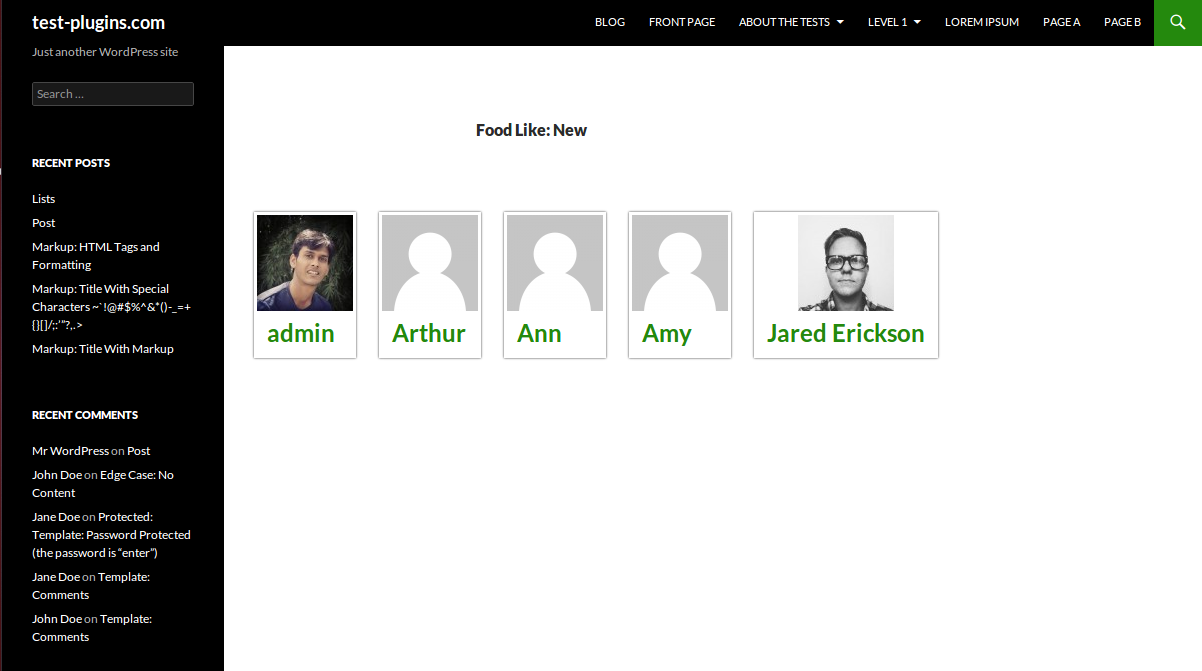 test-plugins.com
BLOG FRONT PAGE ABOUT THE TESTS LEVEL 1 LOREM IPSUM PAGE A PAGE B
Just another WordPress site
Search ...
RECENT POSTS
Lists
Post
Markup: HTML Tags and
Formatting
Markup: Title With Special
Characters ~`!@#$%^&*()-_=+
{}[]/;:'"?,.>
Markup: Title With Markup
RECENT COMMENTS
Mr WordPress on Post
John Doe on Edge Case: No
Content
Jane Doe on Protected:
Template: Password Protected
(the password is “enter”)
Jane Doe on Template:
Comments
John Doe on Template:
Comments
Food Like: New
admin
Arthur
Ann
Amy
Jared Erickson